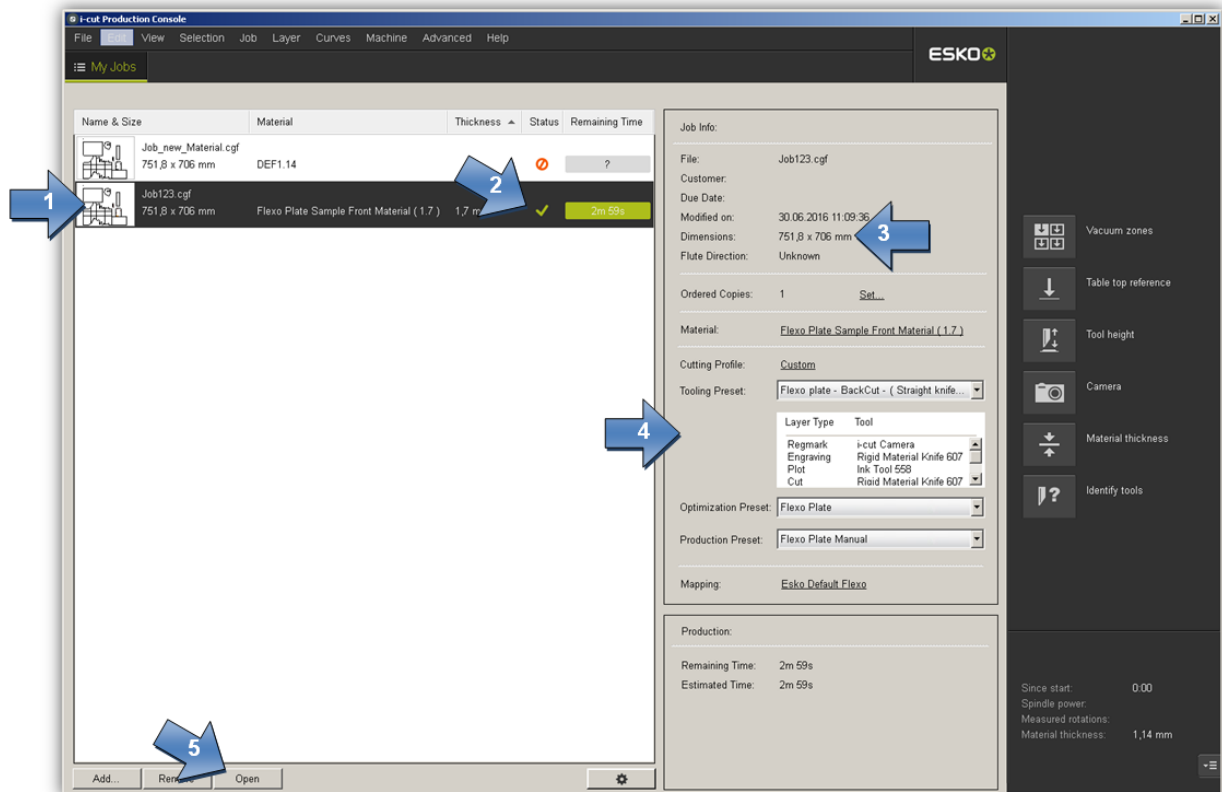 i-cut Production Console
File Edit View Selection Job Layer Curves Machine Advanced Help
My Jobs
ESKO
Name & Size Material Thickness Status Remaining Time
Job_new_Material.cgf
751,8 x 706 mm DEF1.14 ?
Job123.cgf
751,8 x 706 mm Flexo Plate Sample Front Material ( 1.7 ) 1,7 2m 59s
1
2
3
4
5
Add... Open
Job Info:
File: Job123.cgf
Customer:
Due Date:
Modified on: 30.06.2016 11:09:36
Dimensions: 751,8 x 706 mm
Flute Direction: Unknown
Ordered Copies: 1 Set...
Material: Flexo Plate Sample Front Material ( 1.7 )
Cutting Profile: Custom
Tooling Preset: Flexo plate - BackCut - ( Straight knife...
Layer Type Tool
Regmark i-cut Camera
Engraving Rigid Material Knife 607
Plot Ink Tool 558
Cut Rigid Material Knife 607
Optimization Preset: Flexo Plate
Production Preset: Flexo Plate Manual
Mapping: Esko Default Flexo
Production:
Remaining Time: 2m 59s
Estimated Time: 2m 59s
Vacuum zones
Table top reference
Tool height
Camera
Material thickness
Identify tools
Since start: 0:00
Spindle power:
Measured rotations:
Material thickness: 1,14 mm